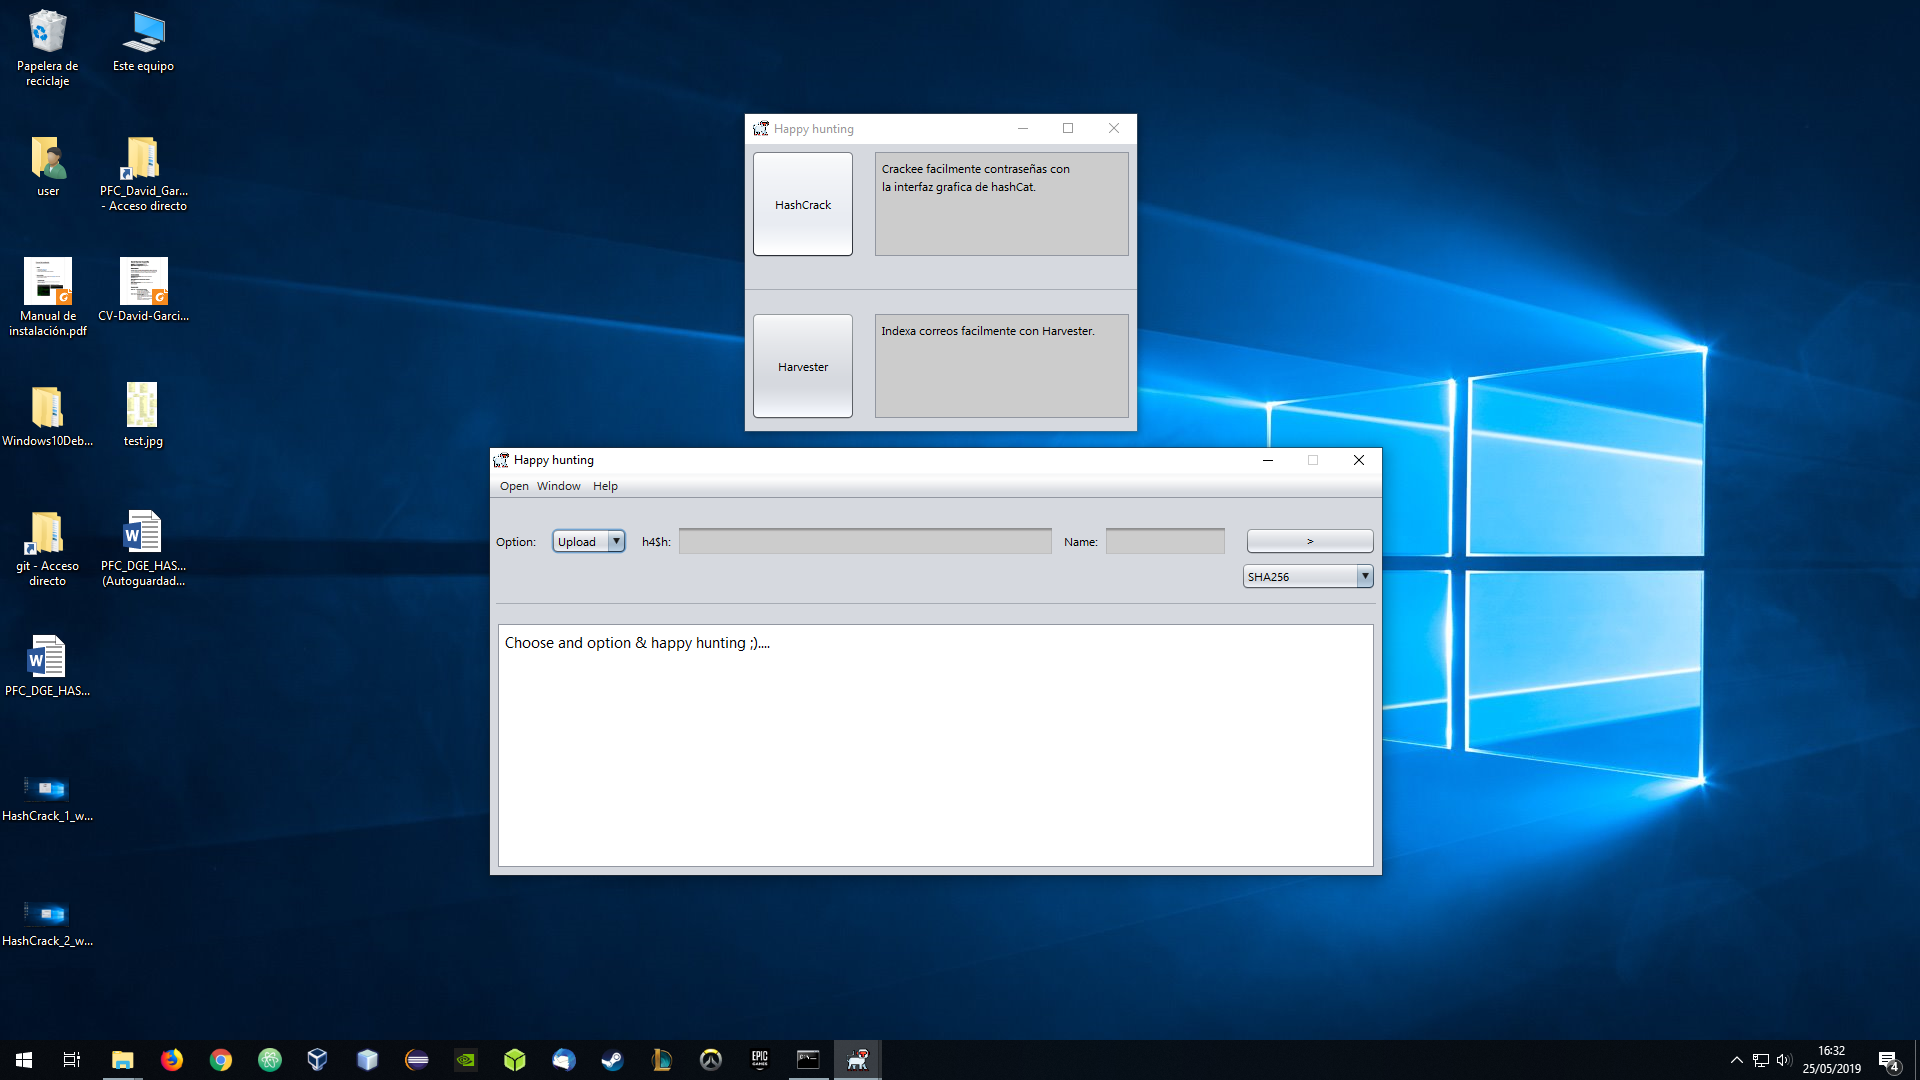 Papelera de
reciclaje
Este equipo
user
PFC_David_Gar...
- Acceso directo
Manual de
instalación.pdf
CV-David-Garci...
Windows10Deb...
test.jpg
git - Acceso
directo
PFC_DGE_HAS...
(Autoguardad...
PFC_DGE_HAS...
HashCrack_1_w...
HashCrack_2_w...
Happy hunting
HashCrack
Crackee facilmente contraseñas con
la interfaz grafica de hashCat.
Harvester
Indexa correos facilmente con Harvester.
Happy hunting
Open Window Help
Option: Upload h4$h: Name: >
SHA256
Choose and option & happy hunting ;)....
EPIC
GAMES
16:32
25/05/2019
4